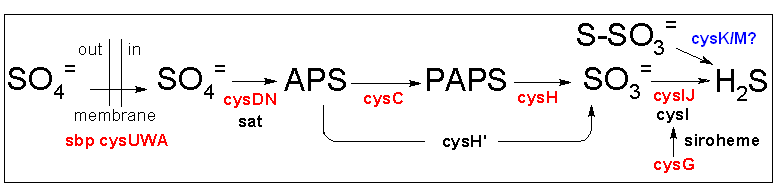 S-SO3= cysK/M?
out in
SO4= SO4= APS PAPS SO3= H2S
cysDN cysC cysH cysIJ
membrane sat cysI
sbp cysUWA cysH' siroheme
cysG